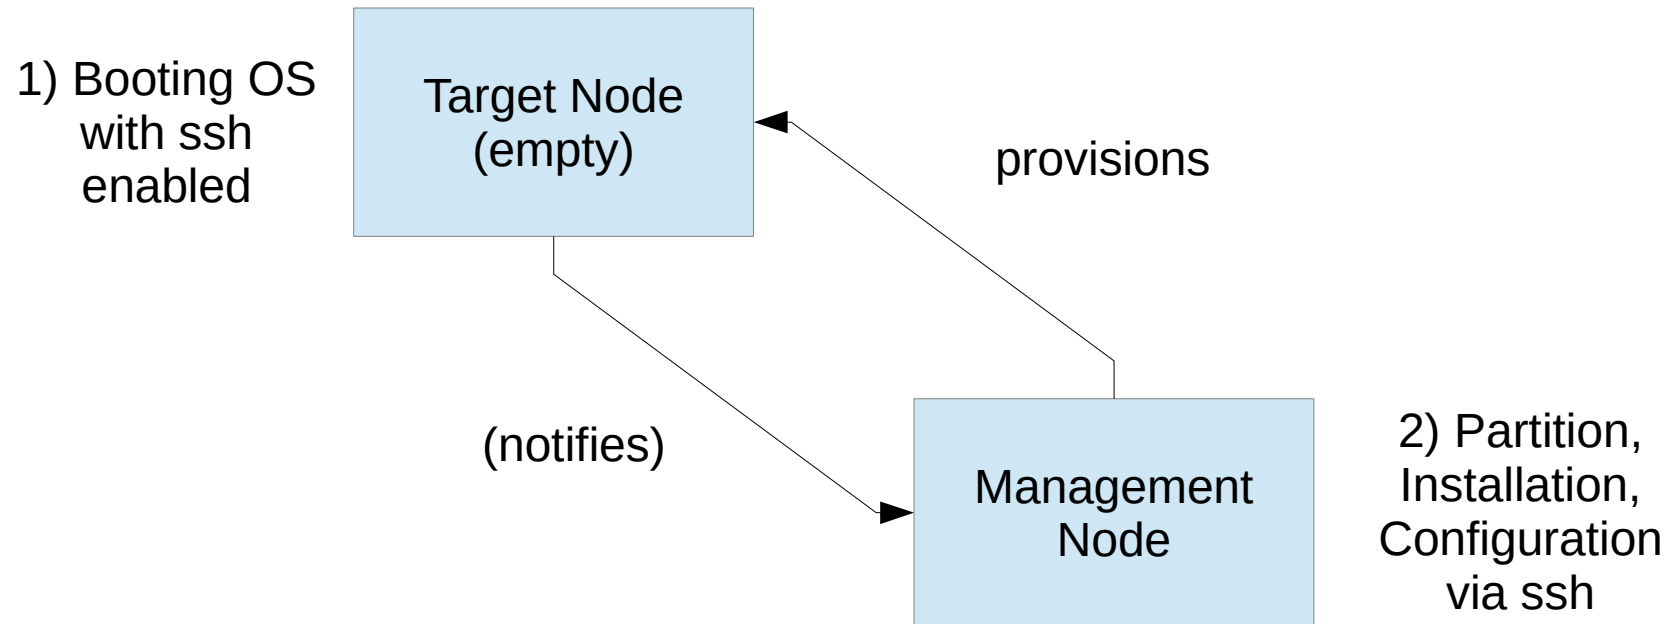 1) Booting OS
with ssh
enabled
Target Node
(empty)
provisions
(notifies)
Management
Node
2) Partition,
Installation,
Configuration
via ssh